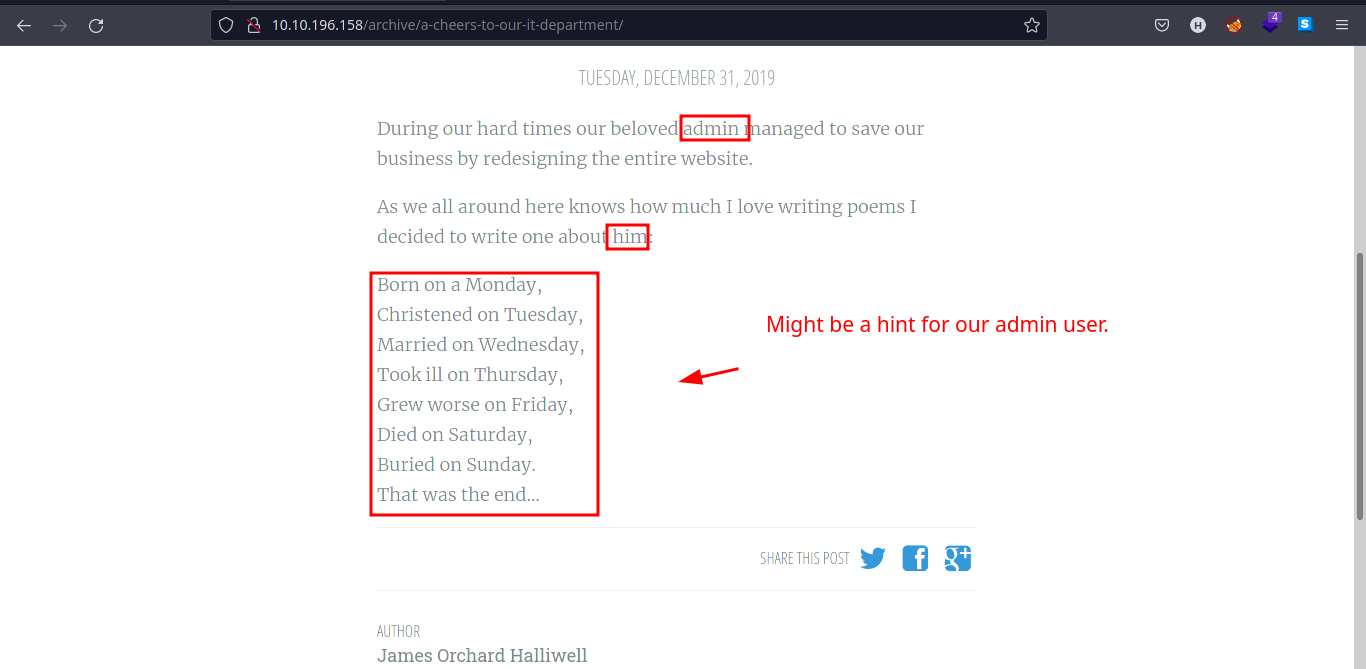 10.10.196.158/archive/a-cheers-to-our-it-department/
H
4
S
TUESDAY, DECEMBER 31, 2019
During our hard times our beloved admin managed to save our
business by redesigning the entire website.
As we all around here knows how much I love writing poems I
decided to write one about him:
Born on a Monday,
Christened on Tuesday,
Married on Wednesday,
Took ill on Thursday,
Grew worse on Friday,
Died on Saturday,
Buried on Sunday.
That was the end…
Might be a hint for our admin user.
SHARE THIS POST
AUTHOR
James Orchard Halliwell